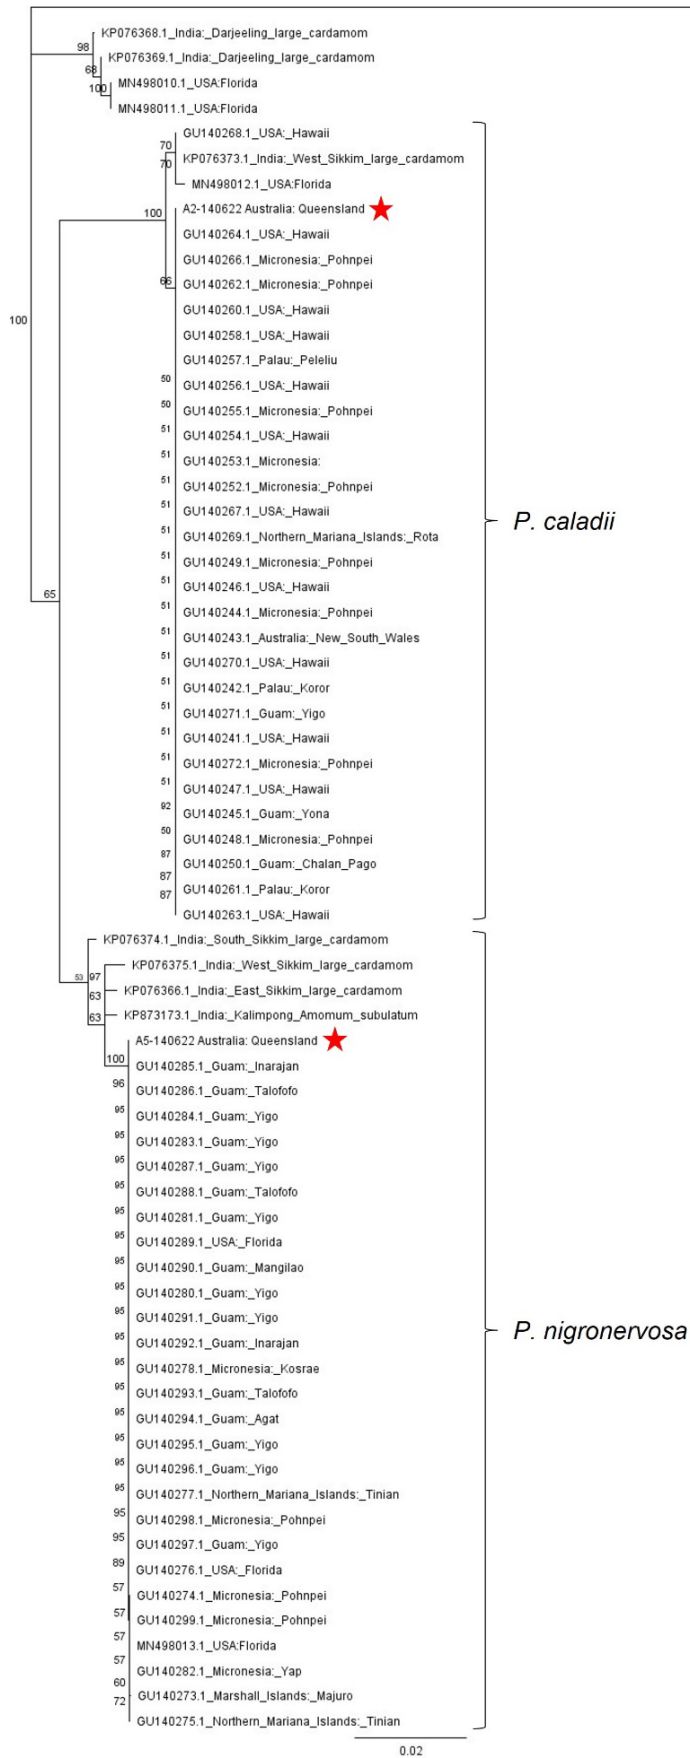 KP076368.1_India:_Darjeeling_large_cardamom
98
KP076369.1_India:_Darjeeling_large_cardamom
68
MN498010.1_USA:Florida
100
MN498011.1_USA:Florida
GU140268.1_USA:_Hawaii
70
KP076373.1_India:_West_Sikkim_large_cardamom
70
MN498012.1_USA:Florida
A2-140622 Australia: Queensland
100
GU140264.1_USA:_Hawaii
GU140266.1_Micronesia:_Pohnpei
66
GU140262.1_Micronesia:_Pohnpei
GU140260.1_USA:_Hawaii
100
GU140258.1_USA:_Hawaii
GU140257.1_Palau:_Peleliu
50
GU140256.1_USA:_Hawaii
50
GU140255.1_Micronesia:_Pohnpei
51
GU140254.1_USA:_Hawaii
51
GU140253.1_Micronesia:
51
GU140252.1_Micronesia:_Pohnpei
51
GU140267.1_USA:_Hawaii
P. caladii
51
GU140269.1_Northern_Mariana_Islands:_Rota
51
GU140249.1_Micronesia:_Pohnpei
51
GU140246.1_USA:_Hawaii
65
51
GU140244.1_Micronesia:_Pohnpei
51
GU140243.1_Australia:_New_South_Wales
51
GU140270.1_USA:_Hawaii
51
GU140242.1_Palau:_Koror
51
GU140271.1_Guam:_Yigo
51
GU140241.1_USA:_Hawaii
51
GU140272.1_Micronesia:_Pohnpei
51
GU140247.1_USA:_Hawaii
92
GU140245.1_Guam:_Yona
50
GU140248.1_Micronesia:_Pohnpei
87
GU140250.1_Guam:_Chalan_Pago
87
GU140261.1_Palau:_Koror
87
GU140263.1_USA:_Hawaii
KP076374.1_India:_South_Sikkim_large_cardamom
KP076375.1_India:_West_Sikkim_large_cardamom
53
97
KP076366.1_India:_East_Sikkim_large_cardamom
63
KP873173.1_India:_Kalimpong_Amomum_subulatum
63
A5-140622 Australia: Queensland
100
GU140285.1_Guam:_Inarajan
96
GU140286.1_Guam:_Talofofo
95
GU140284.1_Guam:_Yigo
95
GU140283.1_Guam:_Yigo
95
GU140287.1_Guam:_Yigo
95
GU140288.1_Guam:_Talofofo
95
GU140281.1_Guam:_Yigo
95
GU140289.1_USA:_Florida
95
GU140290.1_Guam:_Mangilao
95
GU140280.1_Guam:_Yigo
95
GU140291.1_Guam:_Yigo
P. nigronervosa
95
GU140292.1_Guam:_Inarajan
95
GU140278.1_Micronesia:_Kosrae
95
GU140293.1_Guam:_Talofofo
95
GU140294.1_Guam:_Agat
95
GU140295.1_Guam:_Yigo
95
GU140296.1_Guam:_Yigo
95
GU140277.1_Northern_Mariana_Islands:_Tinian
95
GU140298.1_Micronesia:_Pohnpei
95
GU140297.1_Guam:_Yigo
89
GU140276.1_USA:_Florida
57
GU140274.1_Micronesia:_Pohnpei
57
GU140299.1_Micronesia:_Pohnpei
57
MN498013.1_USA:Florida
57
GU140282.1_Micronesia:_Yap
60
GU140273.1_Marshall_Islands:_Majuro
72
GU140275.1_Northern_Mariana_Islands:_Tinian
0.02